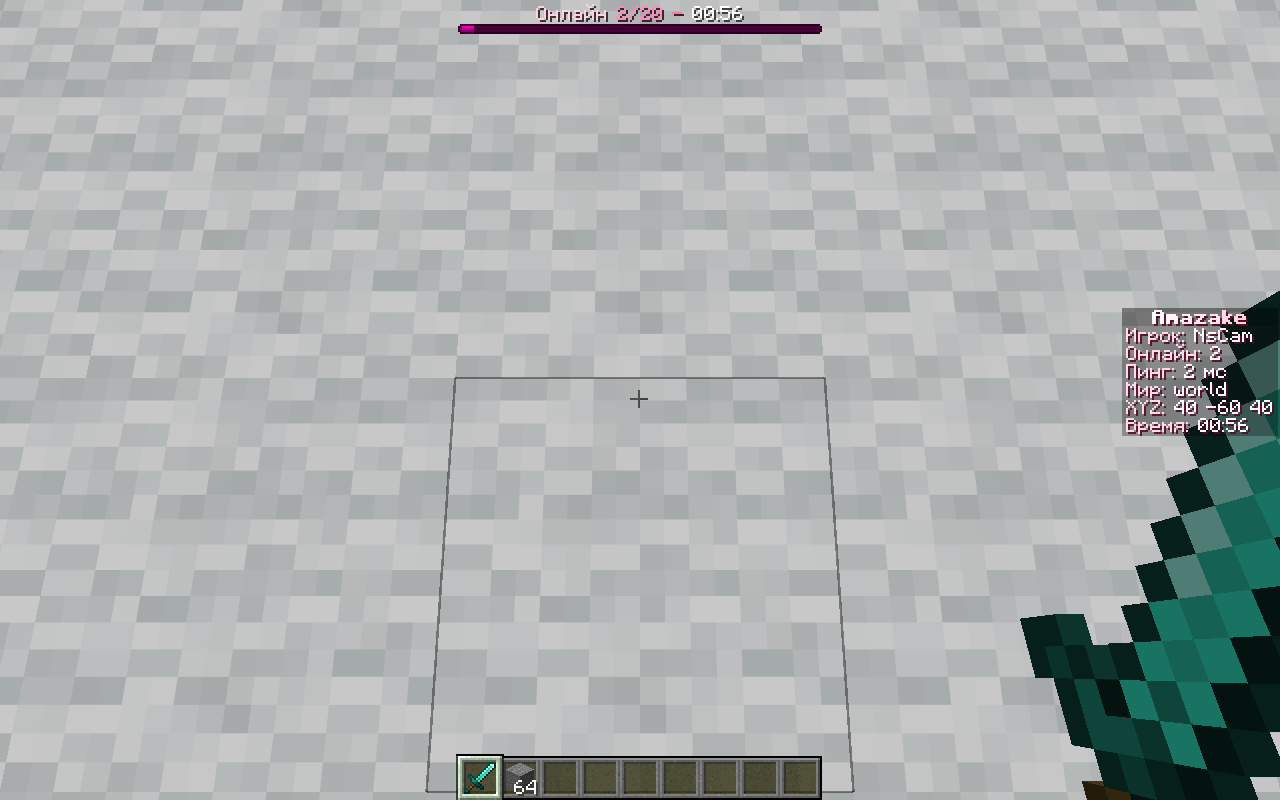 Онлайн 2/20 – 00:56
Amazake
Игрок: NsCam
Онлайн: 2
Пинг: 2 мс
Мир: world
XYZ: 40 -60 40
Время: 00:56
64